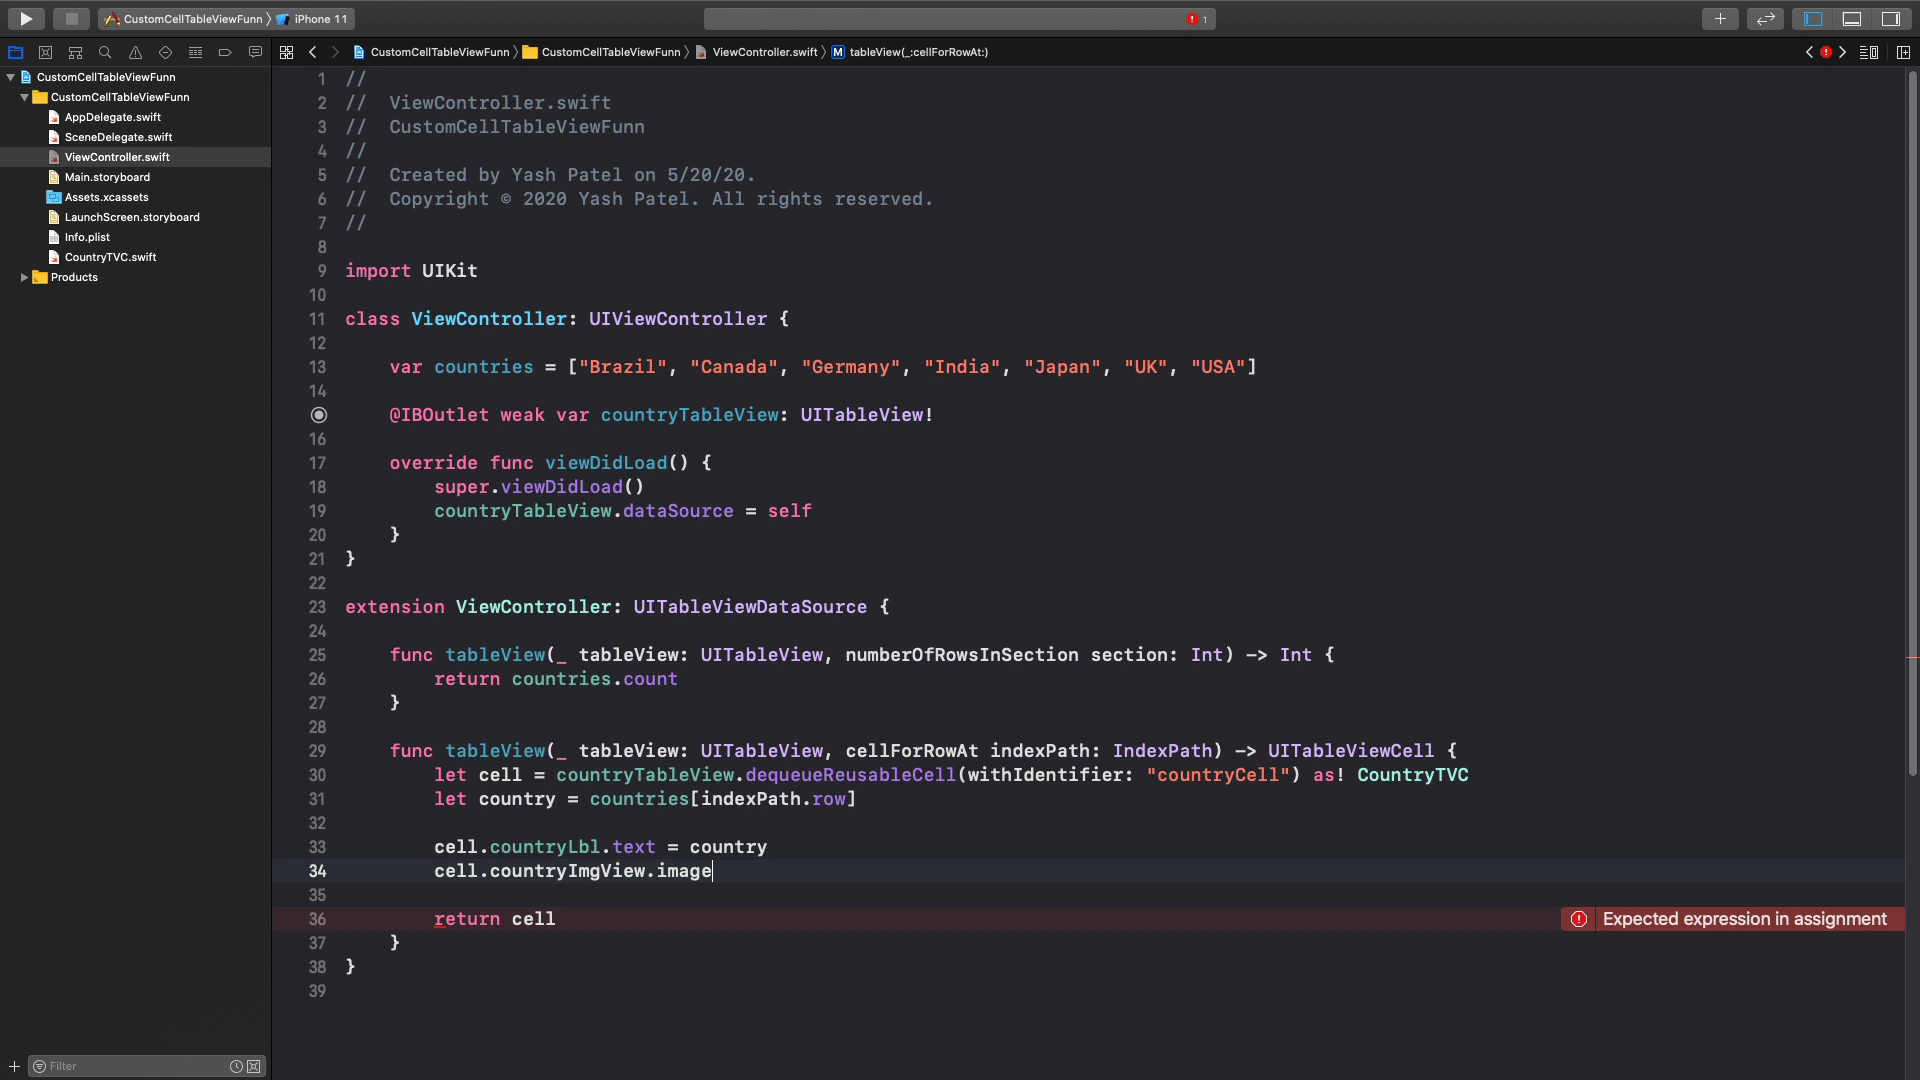 CustomCellTableViewFunn 〉 iPhone 11
1
CustomCellTableViewFunn 〉 CustomCellTableViewFunn 〉 ViewController.swift 〉 M tableView(_:cellForRowAt:)
CustomCellTableViewFunn
CustomCellTableViewFunn
AppDelegate.swift
SceneDelegate.swift
ViewController.swift
Main.storyboard
Assets.xcassets
LaunchScreen.storyboard
Info.plist
CountryTVC.swift
Products
Filter
1 //
2 //  ViewController.swift
3 //  CustomCellTableViewFunn
4 //
5 //  Created by Yash Patel on 5/20/20.
6 //  Copyright © 2020 Yash Patel. All rights reserved.
7 //
8
9 import UIKit
10
11 class ViewController: UIViewController {
12
13     var countries = ["Brazil", "Canada", "Germany", "India", "Japan", "UK", "USA"]
14
@IBOutlet weak var countryTableView: UITableView!
16
17     override func viewDidLoad() {
18         super.viewDidLoad()
19         countryTableView.dataSource = self
20     }
21 }
22
23 extension ViewController: UITableViewDataSource {
24
25     func tableView(_ tableView: UITableView, numberOfRowsInSection section: Int) -> Int {
26         return countries.count
27     }
28
29     func tableView(_ tableView: UITableView, cellForRowAt indexPath: IndexPath) -> UITableViewCell {
30         let cell = countryTableView.dequeueReusableCell(withIdentifier: "countryCell") as! CountryTVC
31         let country = countries[indexPath.row]
32
33         cell.countryLbl.text = country
34         cell.countryImgView.image
35
36         return cell Expected expression in assignment
37     }
38 }
39